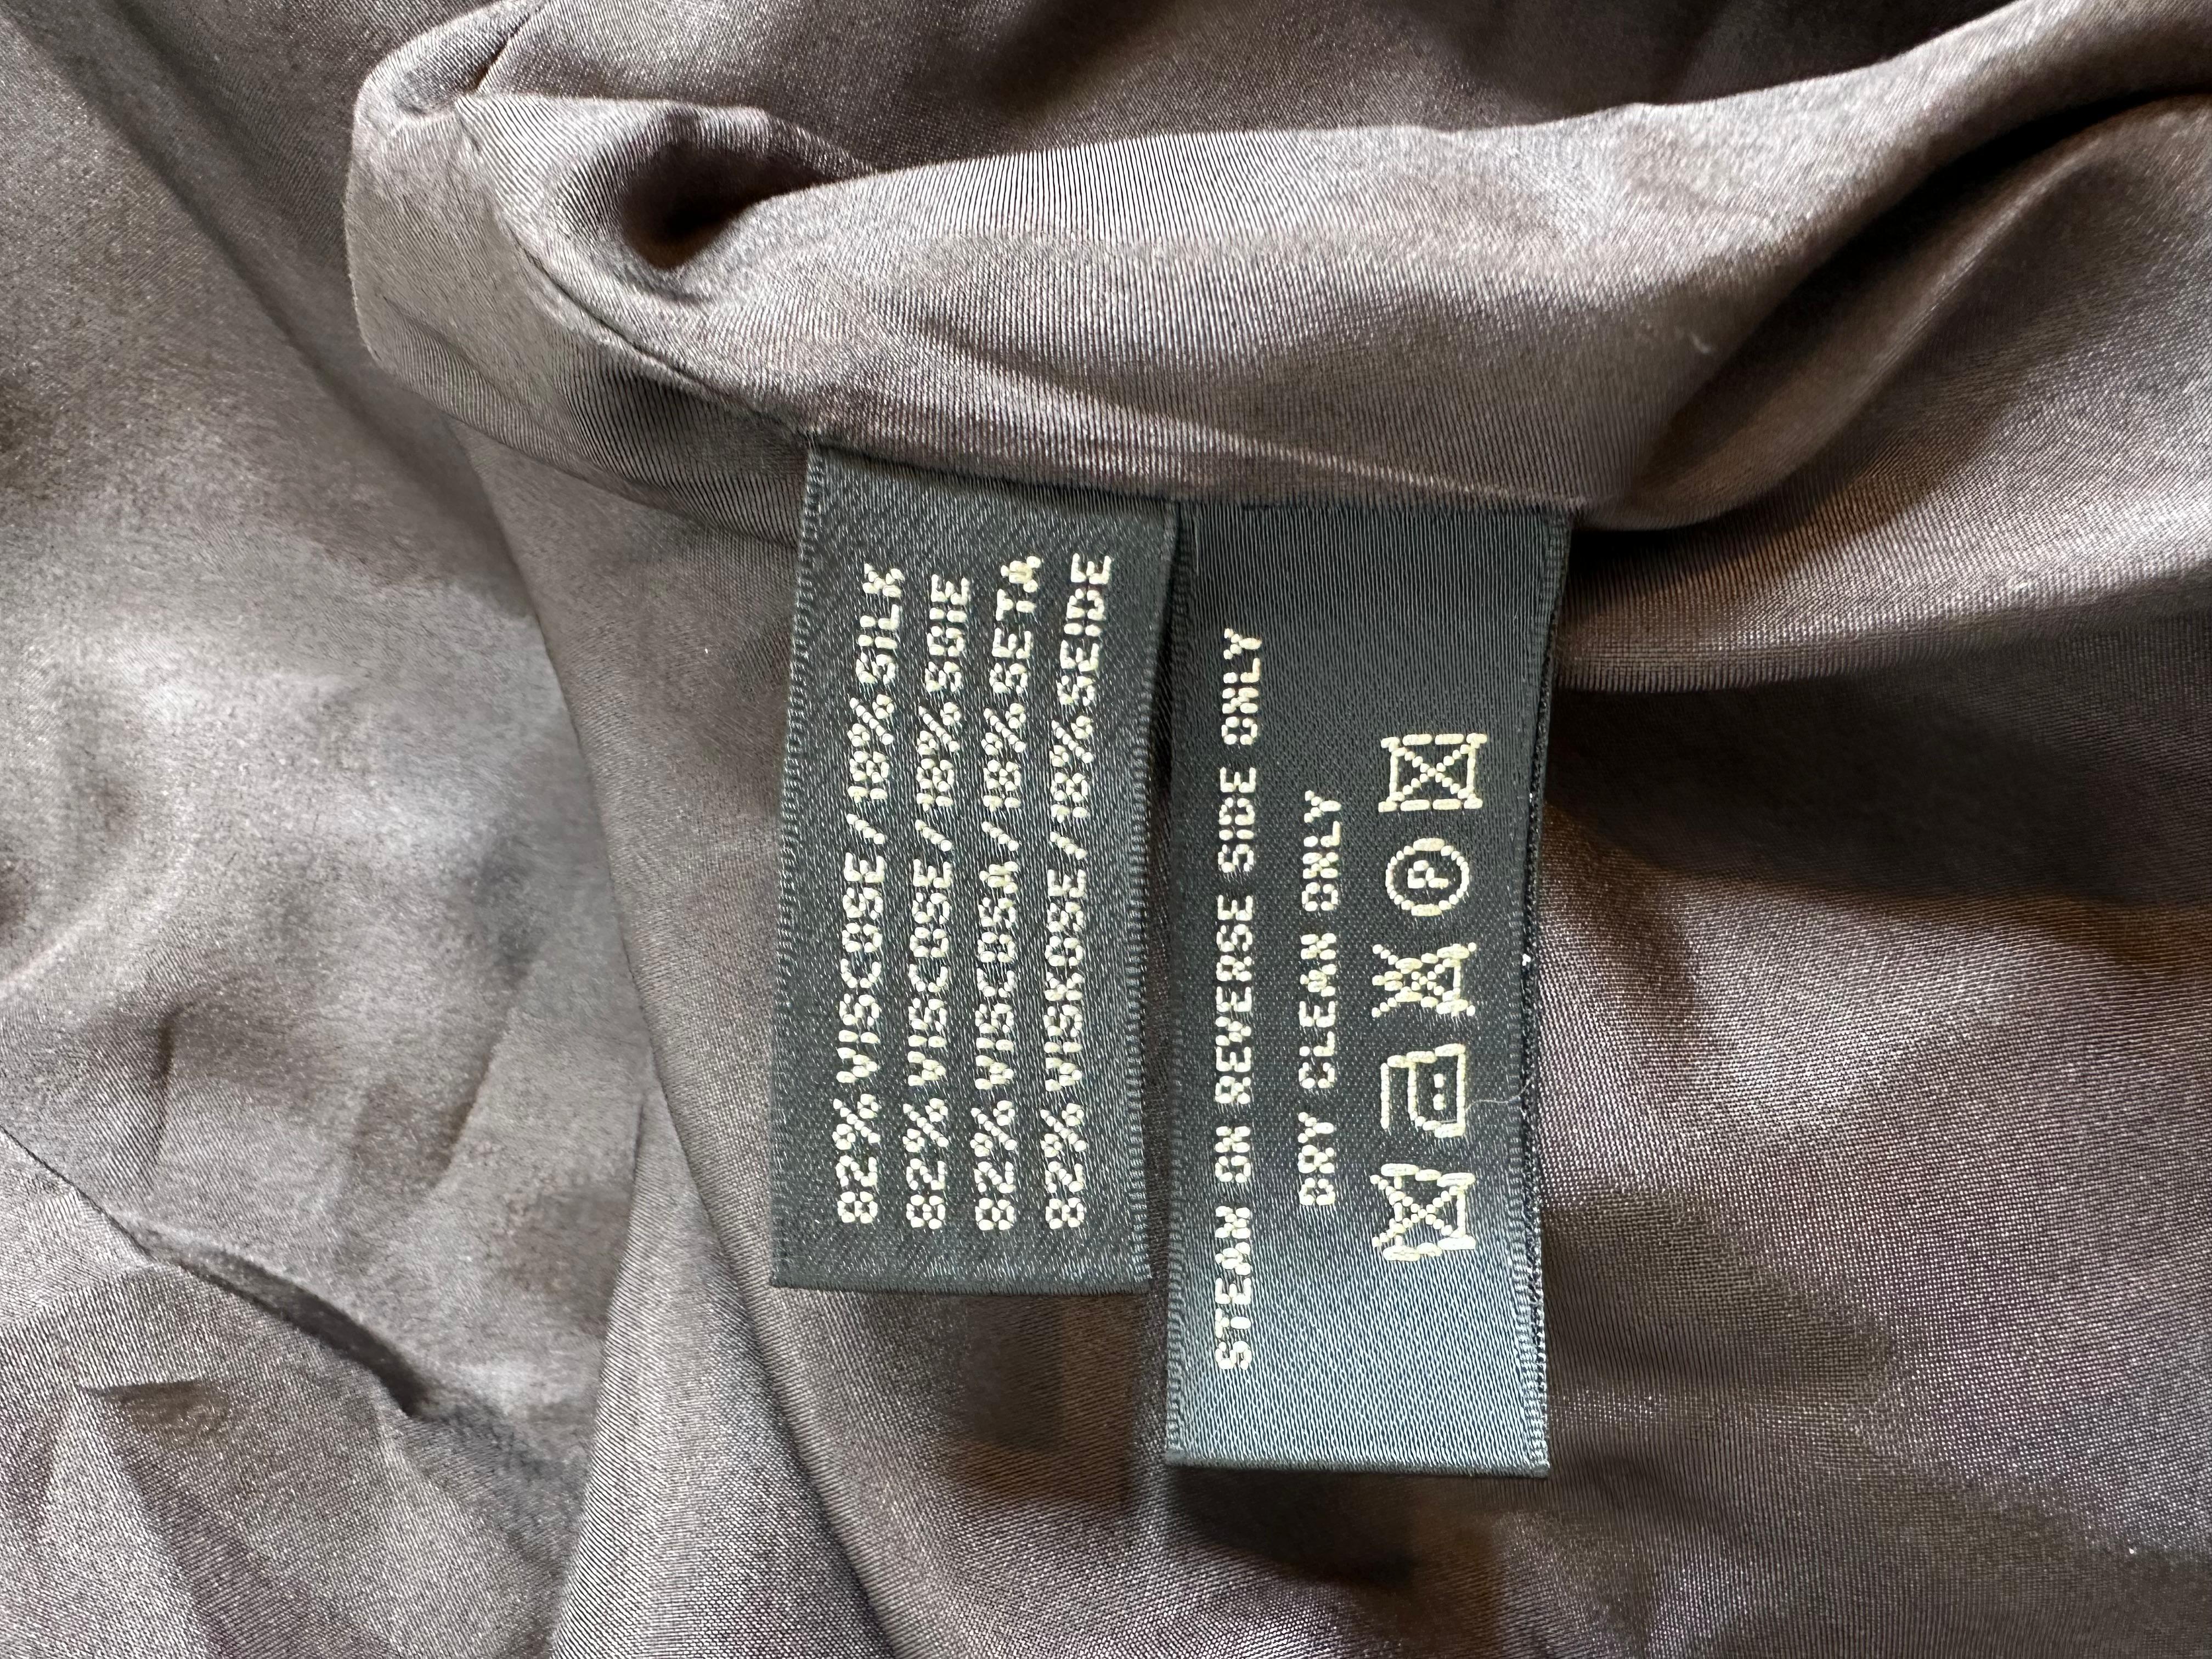 82% VISCOSE / 18% SILK
82% VISCOSE / 18% SOIE
82% VISCOSA / 18% SETA
82% VISKOSE / 18% SEIDE
STEAM ON REVERSE SIDE ONLY
DRY CLEAN ONLY
P